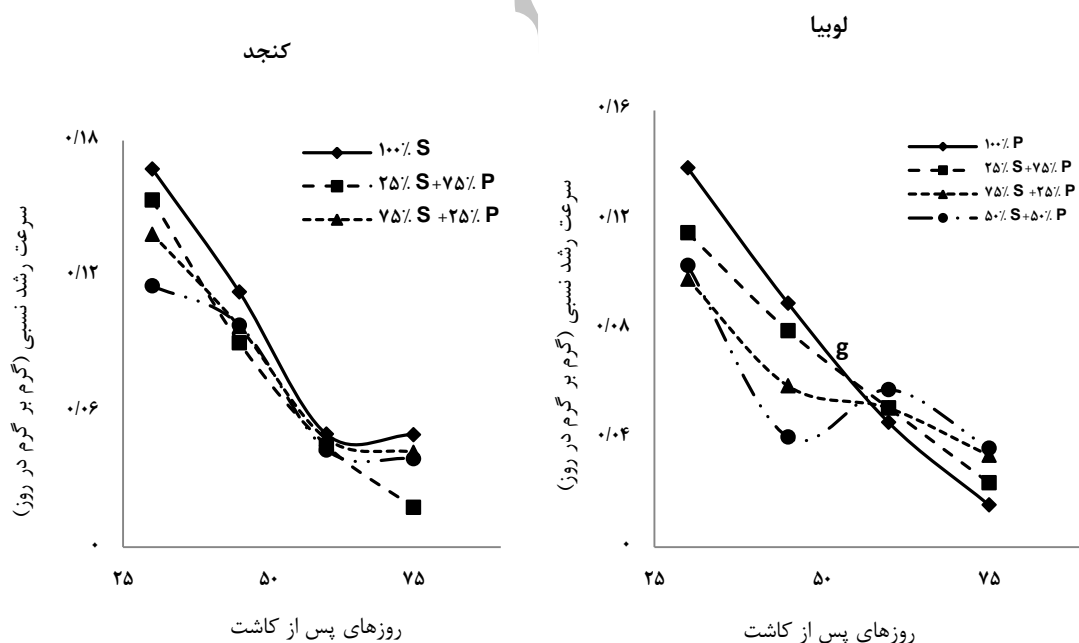 کنجد
۰/۱۸
۰/۱۲
۰/۰۶
۰
۲۵
۵۰
۷۵
۱۰۰٪ S
۲۵٪ S+۷۵٪ P
۷۵٪ S +۲۵٪ P
سرعت رشد نسبی (گرم بر گرم در روز)
روزهای پس از کاشت
لوبیا
۰/۱۶
۰/۱۲
۰/۰۸
۰/۰۴
۰
۲۵
۵۰
۷۵
۱۰۰٪ P
۲۵٪ S+۷۵٪ P
۷۵٪ S +۲۵٪ P
۵۰٪ S+۵۰٪ P
g
سرعت رشد نسبی (گرم بر گرم در روز)
روزهای پس از کاشت